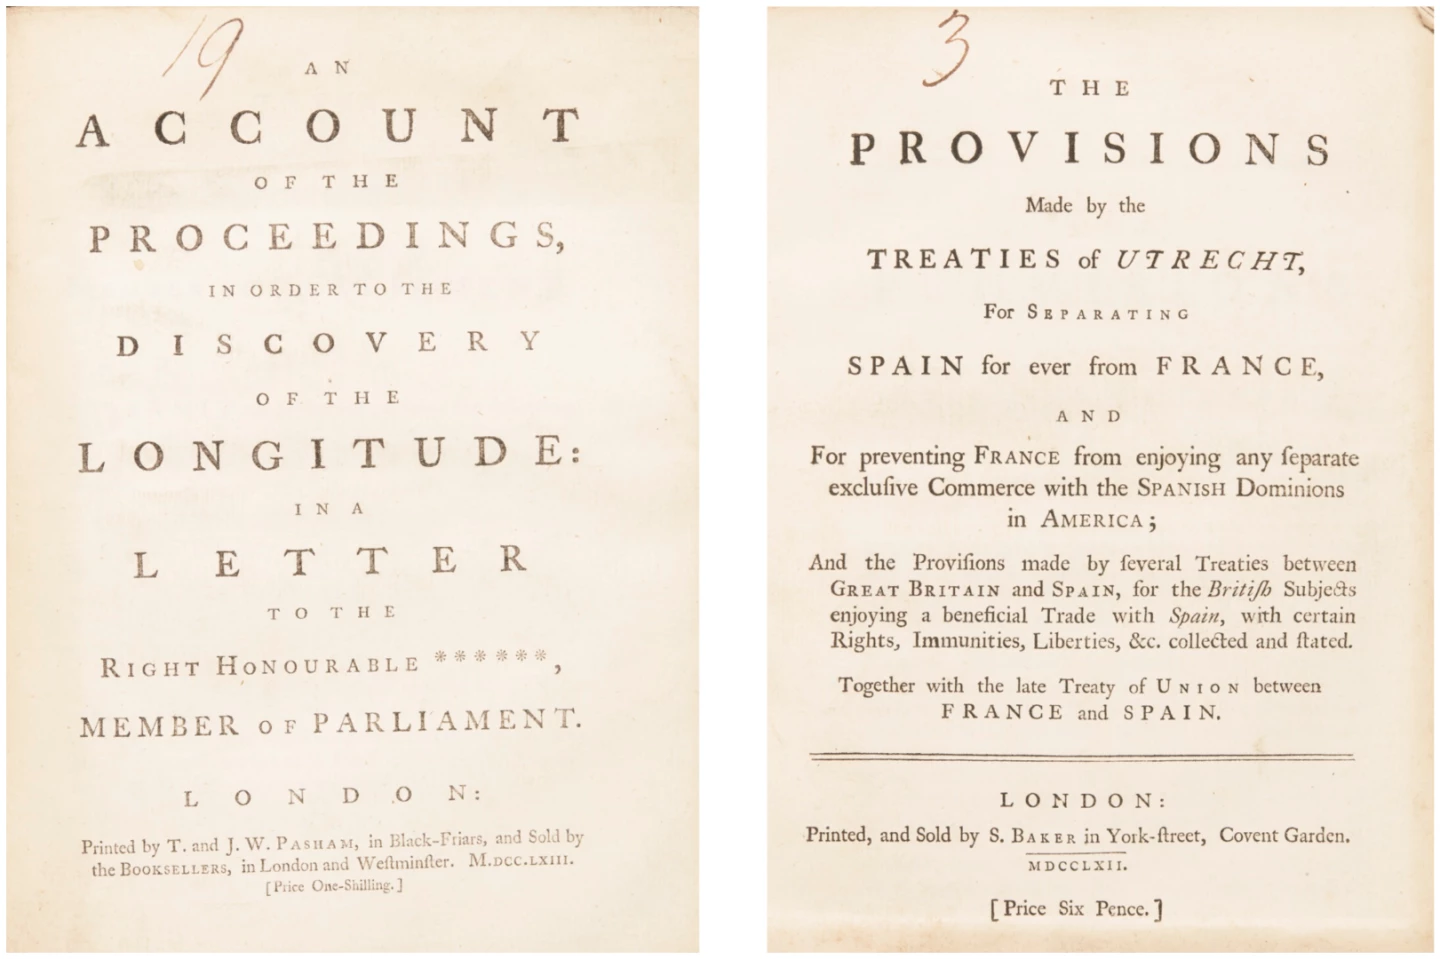 19
AN
ACCOUNT
OF THE
PROCEEDINGS,
IN ORDER TO THE
DISCOVERY
OF THE
LONGITUDE:
IN A
LETTER
TO THE
RIGHT HONOURABLE ******,
MEMBER OF PARLIAMENT.
LONDON:
Printed by T. and J. W. PASHAM, in Black-Friars, and Sold by
the BOOKSELLERS, in London and Weſtminſter. M.DCC.LXIII.
[Price One-Shilling.]
3
THE
PROVISIONS
Made by the
TREATIES of UTRECHT,
For SEPARATING
SPAIN for ever from FRANCE,
AND
For preventing FRANCE from enjoying any ſeparate
excluſive Commerce with the SPANISH Dominions
in AMERICA;
And the Proviſions made by ſeveral Treaties between
GREAT BRITAIN and SPAIN, for the Britiſh Subjects
enjoying a beneficial Trade with Spain, with certain
Rights, Immunities, Liberties, &c. collected and ſtated.
Together with the late Treaty of UNION between
FRANCE and SPAIN.
LONDON:
Printed, and Sold by S. BAKER in York-ſtreet, Covent Garden.
MDCCLXII.
[Price Six Pence.]